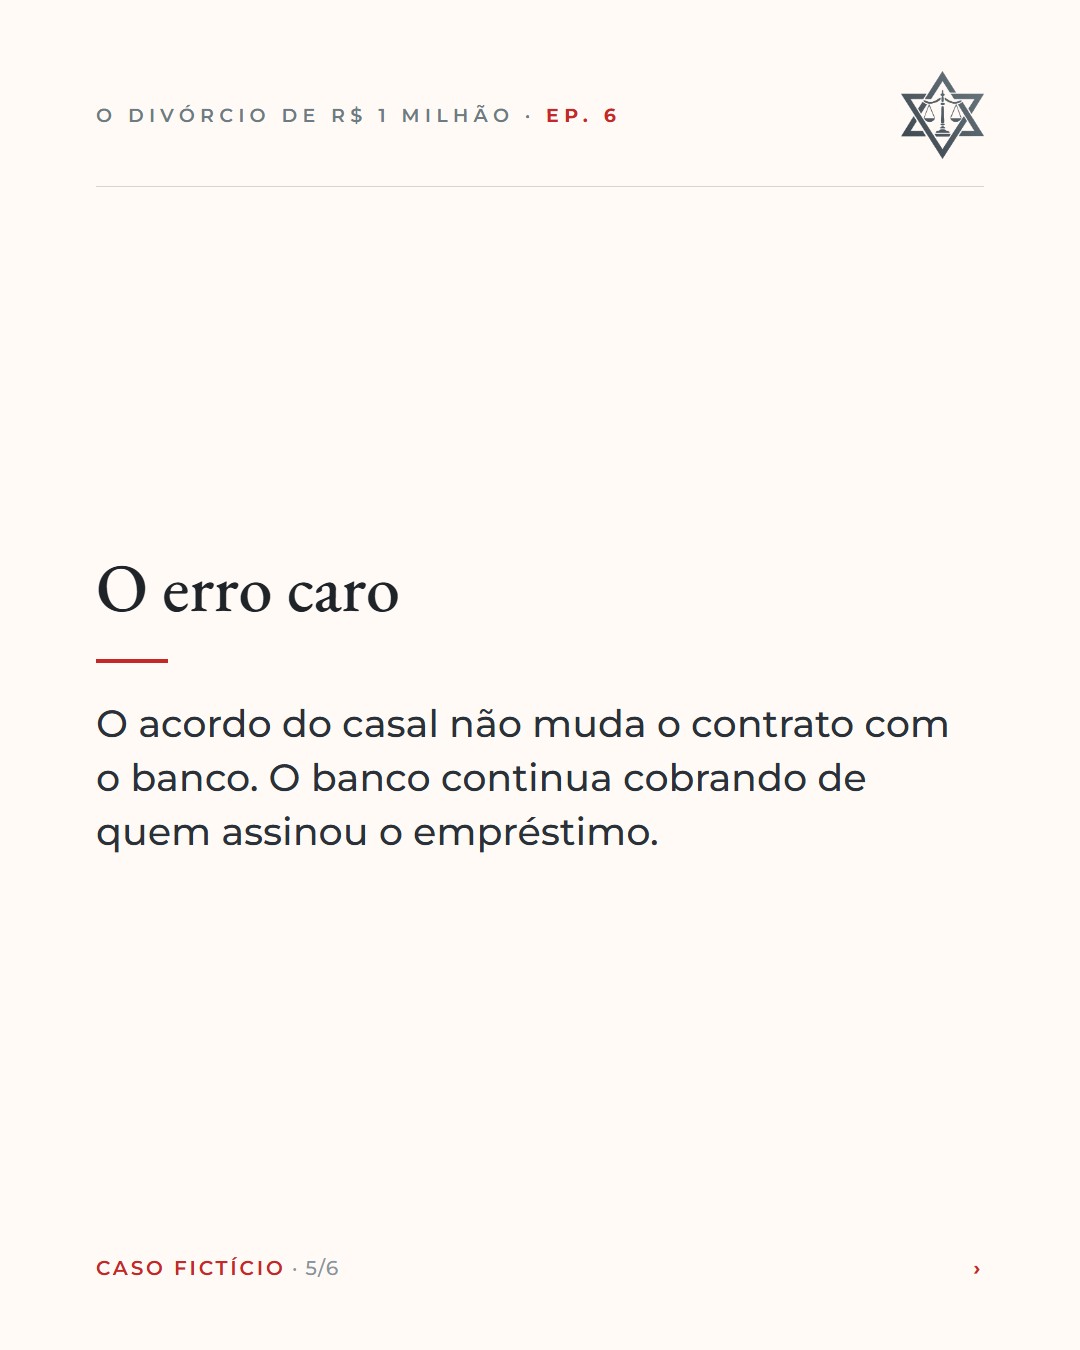 O DIVÓRCIO DE R$ 1 MILHÃO · EP. 6
O erro caro
O acordo do casal não muda o contrato com
o banco. O banco continua cobrando de
quem assinou o empréstimo.
CASO FICTÍCIO · 5/6 ›